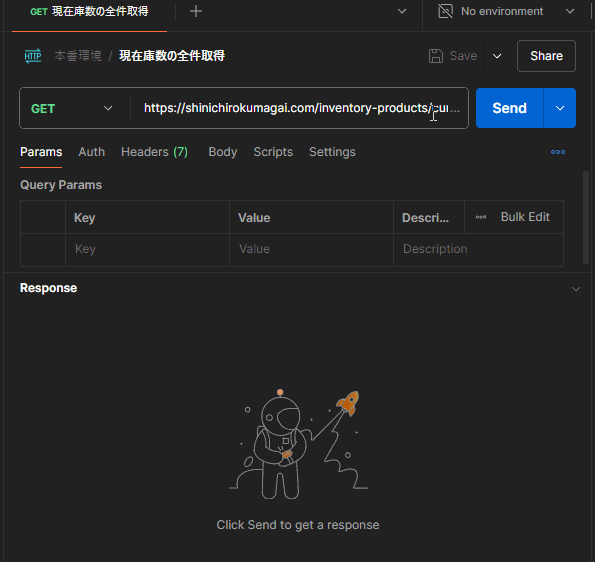 GET 現在庫数の全件取得
No environment
HTTP 本番環境 / 現在庫数の全件取得
Save
Share
GET
https://shinichirokumagai.com/inventory-products/cur...
Send
Params Auth Headers (7) Body Scripts Settings
Query Params
Key Value Descri... Bulk Edit
Key Value Description
Response
Click Send to get a response